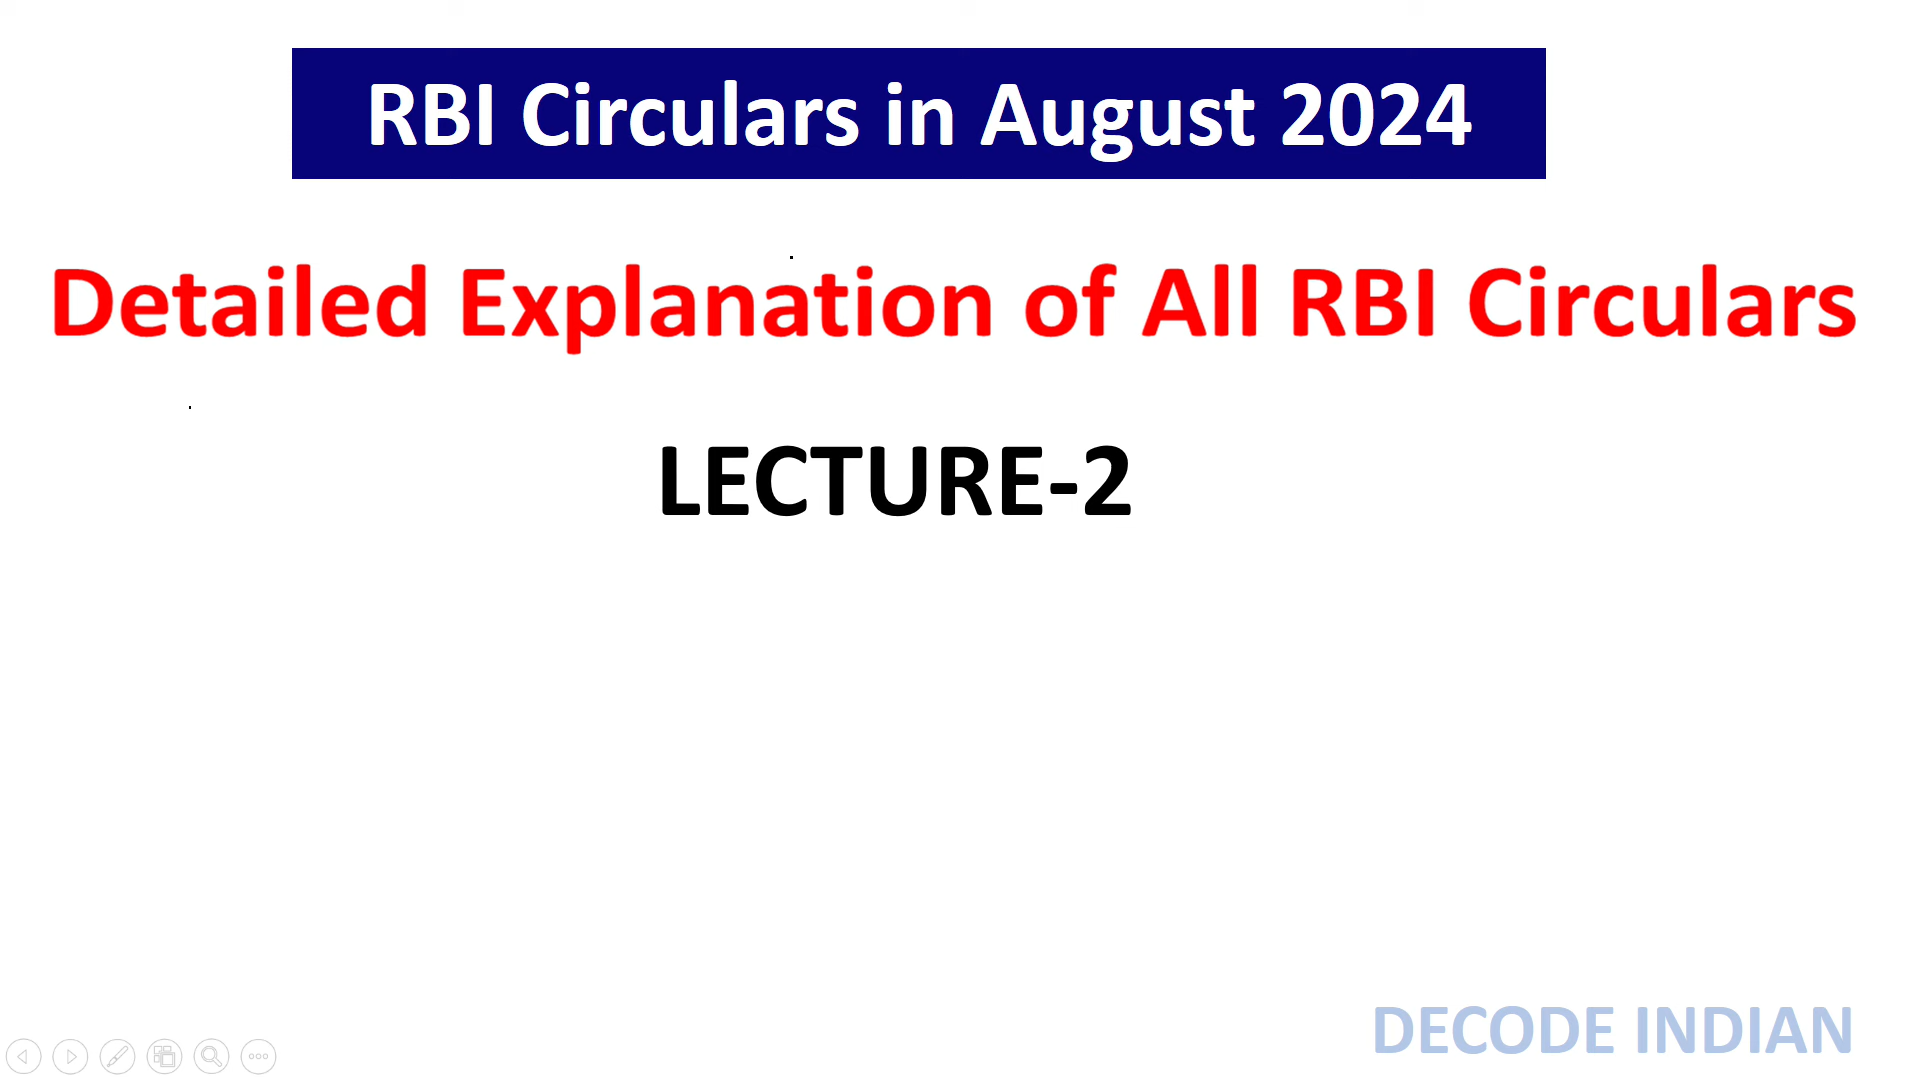 RBI Circulars in August 2024
Detailed Explanation of All RBI Circulars
LECTURE-2
DECODE INDIAN